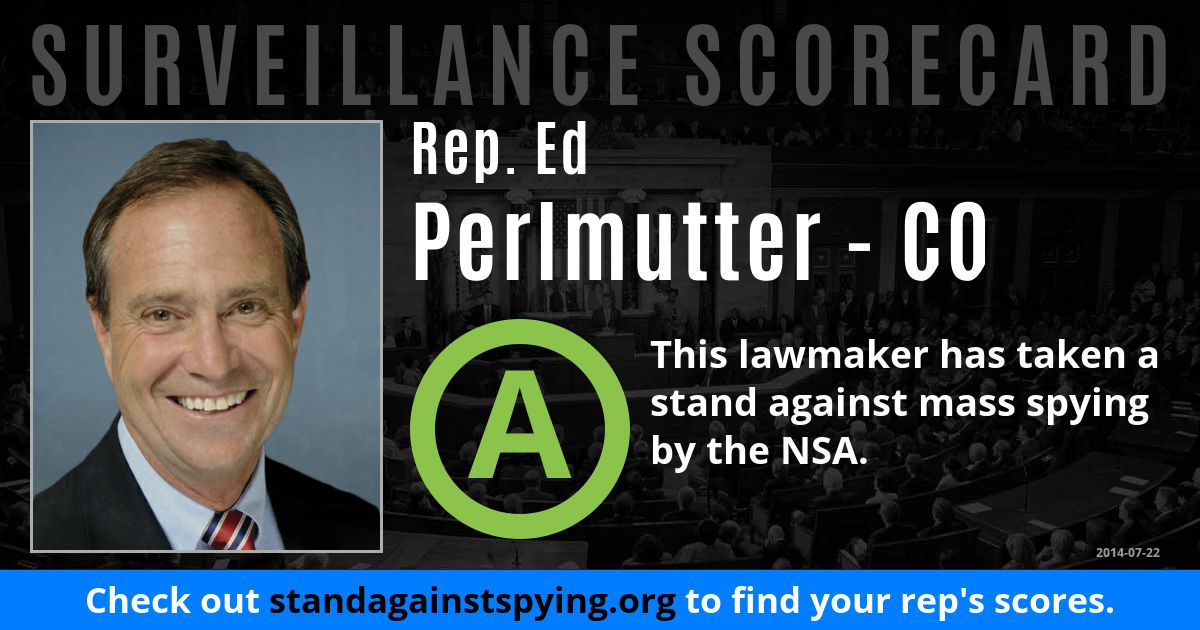 SURVEILLANCE SCORECARD
Rep. Ed
Perlmutter - CO
A
This lawmaker has taken a
stand against mass spying
by the NSA.
2014-07-22
Check out standagainstspying.org to find your rep's scores.